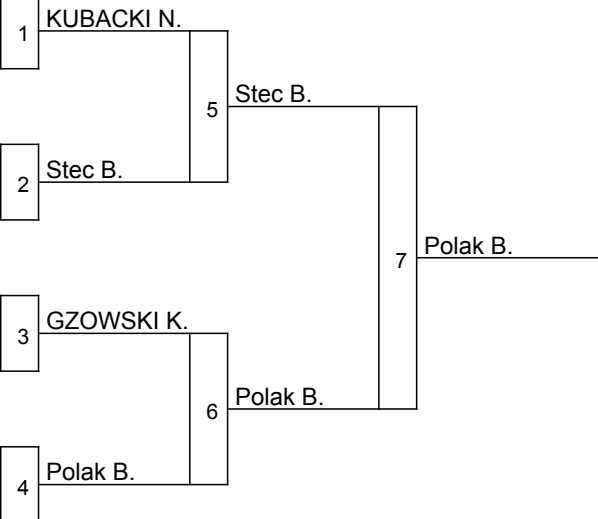 1 KUBACKI N.
5 Stec B.
2 Stec B.
7 Polak B.
3 GZOWSKI K.
6 Polak B.
4 Polak B.